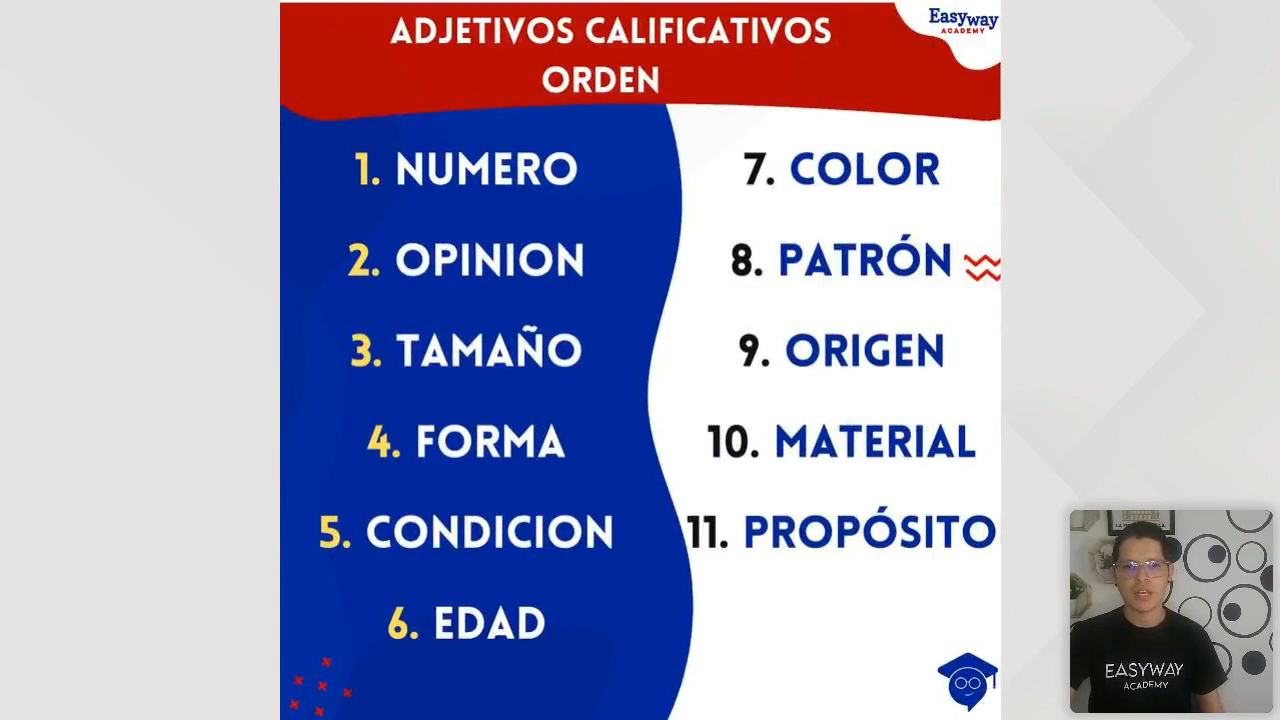 ADJETIVOS CALIFICATIVOS
ORDEN
Easyway
ACADEMY
1. NUMERO
2. OPINION
3. TAMAÑO
4. FORMA
5. CONDICION
6. EDAD
7. COLOR
8. PATRÓN
9. ORIGEN
10. MATERIAL
11. PROPÓSITO
EASYWAY
ACADEMY